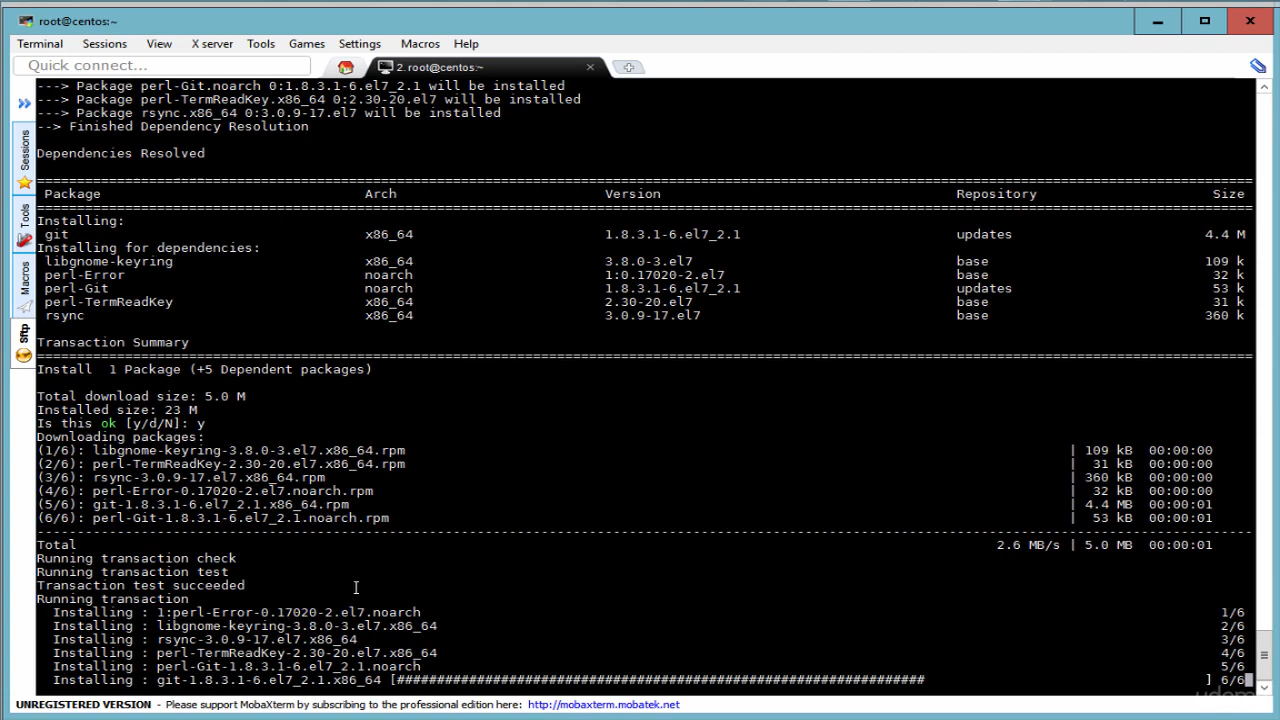 root@centos:~
Terminal Sessions View X server Tools Games Settings Macros Help
Quick connect...
2. root@centos:~
Sessions
Tools
Macros
Sftp
---> Package perl-Git.noarch 0:1.8.3.1-6.el7_2.1 will be installed
---> Package perl-TermReadKey.x86_64 0:2.30-20.el7 will be installed
---> Package rsync.x86_64 0:3.0.9-17.el7 will be installed
--> Finished Dependency Resolution
Dependencies Resolved
Package Arch Version Repository Size
Installing:
git x86_64 1.8.3.1-6.el7_2.1 updates 4.4 M
Installing for dependencies:
libgnome-keyring x86_64 3.8.0-3.el7 base 109 k
perl-Error noarch 1:0.17020-2.el7 base 32 k
perl-Git noarch 1.8.3.1-6.el7_2.1 updates 53 k
perl-TermReadKey x86_64 2.30-20.el7 base 31 k
rsync x86_64 3.0.9-17.el7 base 360 k
Transaction Summary
Install 1 Package (+5 Dependent packages)
Total download size: 5.0 M
Installed size: 23 M
Is this ok [y/d/N]: y
Downloading packages:
(1/6): libgnome-keyring-3.8.0-3.el7.x86_64.rpm | 109 kB 00:00:00
(2/6): perl-TermReadKey-2.30-20.el7.x86_64.rpm | 31 kB 00:00:00
(3/6): rsync-3.0.9-17.el7.x86_64.rpm | 360 kB 00:00:00
(4/6): perl-Error-0.17020-2.el7.noarch.rpm | 32 kB 00:00:00
(5/6): git-1.8.3.1-6.el7_2.1.x86_64.rpm | 4.4 MB 00:00:01
(6/6): perl-Git-1.8.3.1-6.el7_2.1.noarch.rpm | 53 kB 00:00:01
Total 2.6 MB/s | 5.0 MB 00:00:01
Running transaction check
Running transaction test
Transaction test succeeded
Running transaction
Installing : 1:perl-Error-0.17020-2.el7.noarch 1/6
Installing : libgnome-keyring-3.8.0-3.el7.x86_64 2/6
Installing : rsync-3.0.9-17.el7.x86_64 3/6
Installing : perl-TermReadKey-2.30-20.el7.x86_64 4/6
Installing : perl-Git-1.8.3.1-6.el7_2.1.noarch 5/6
Installing : git-1.8.3.1-6.el7_2.1.x86_64 [################################################################## ] 6/6
UNREGISTERED VERSION - Please support MobaXterm by subscribing to the professional edition here: http://mobaxterm.mobatek.net